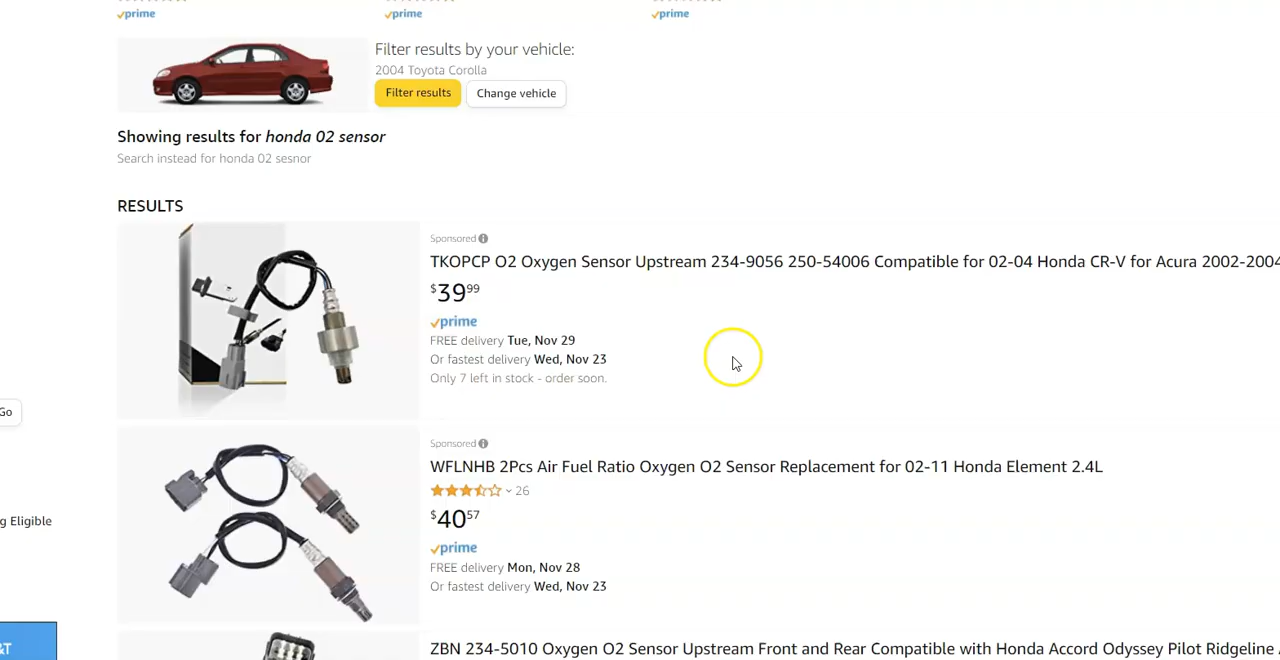 prime
prime
prime
Filter results by your vehicle:
2004 Toyota Corolla
Filter results
Change vehicle
Showing results for honda 02 sensor
Search instead for honda 02 sesnor
RESULTS
Sponsored
TKOPCP O2 Oxygen Sensor Upstream 234-9056 250-54006 Compatible for 02-04 Honda CR-V for Acura 2002-2004
$3999
prime
FREE delivery Tue, Nov 29
Or fastest delivery Wed, Nov 23
Only 7 left in stock - order soon.
Go
Sponsored
WFLNHB 2Pcs Air Fuel Ratio Oxygen O2 Sensor Replacement for 02-11 Honda Element 2.4L
26
$4057
g Eligible
prime
FREE delivery Mon, Nov 28
Or fastest delivery Wed, Nov 23
ZBN 234-5010 Oxygen O2 Sensor Upstream Front and Rear Compatible with Honda Accord Odyssey Pilot Ridgeline
&T